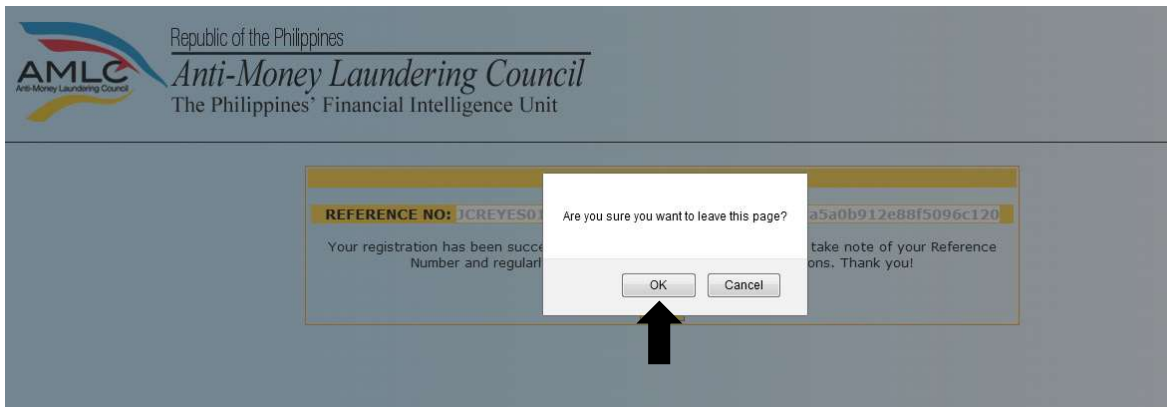 Republic of the Philippines
AMLC
Anti-Money Laundering Council
Anti-Money Laundering Council
The Philippines' Financial Intelligence Unit
REFERENCE NO: JCREYES01 a5a0b912e88f5096c120
Are you sure you want to leave this page?
Your registration has been succe take note of your Reference
Number and regularl ons. Thank you!
OK Cancel